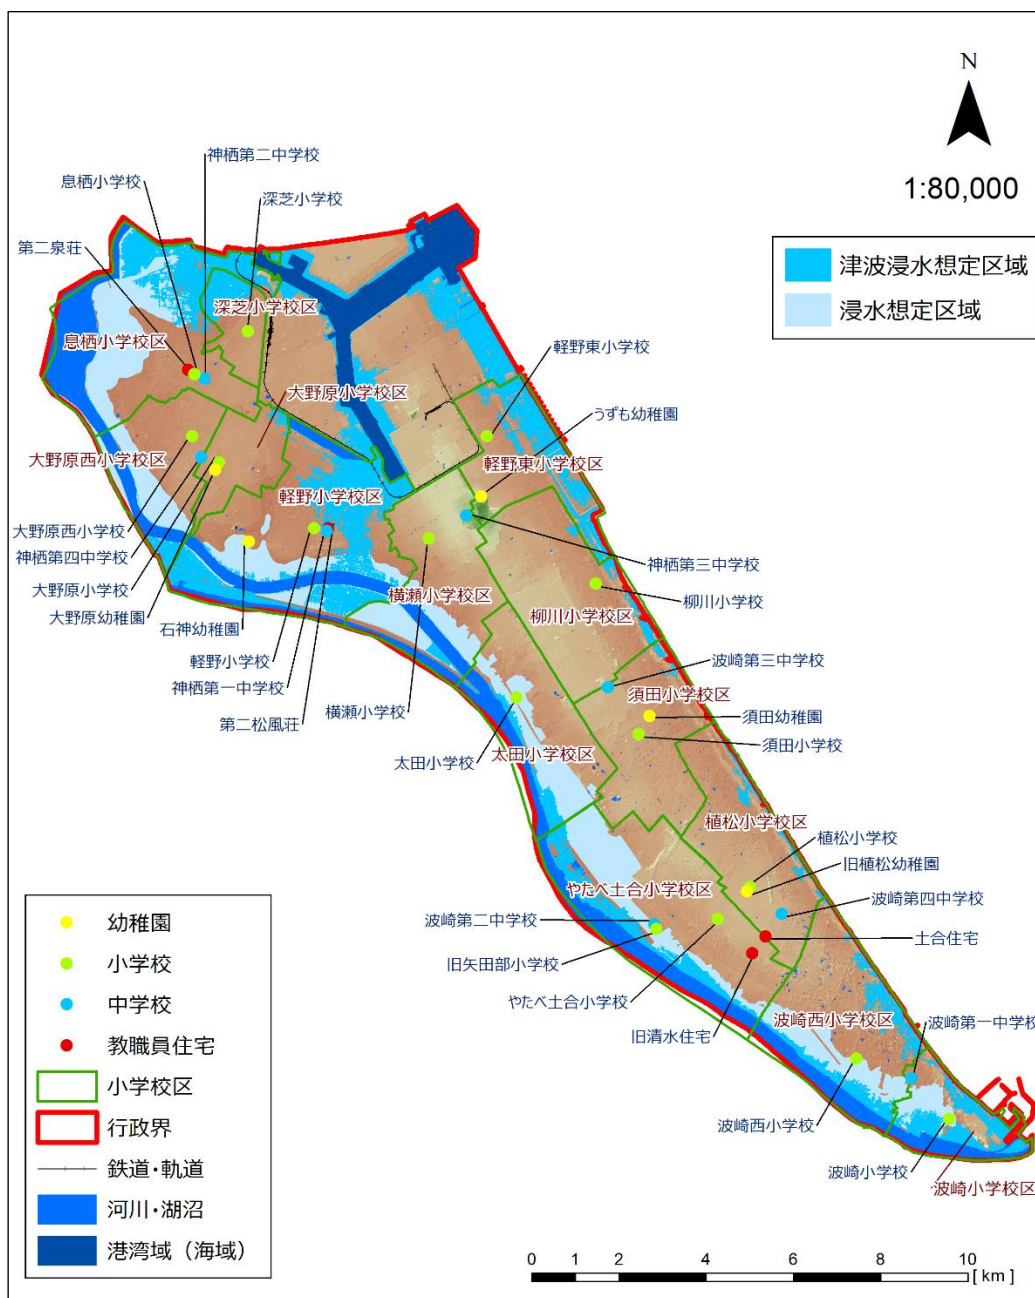 N
1:80,000
津波浸水想定区域
浸水想定区域
神栖第二中学校
息栖小学校
深芝小学校
第二泉荘
深芝小学校区
息栖小学校区
軽野東小学校
大野原小学校区
うずも幼稚園
大野原西小学校区
軽野東小学校区
軽野小学校区
大野原西小学校
神栖第四中学校
神栖第三中学校
大野原小学校
横瀬小学校区
柳川小学校
大野原幼稚園
柳川小学校区
石神幼稚園
軽野小学校
波崎第三中学校
神栖第一中学校
須田小学校区
横瀬小学校
須田幼稚園
第二松風荘
須田小学校
太田小学校
太田小学校区
植松小学校区
植松小学校
旧植松幼稚園
やたべ土合小学校区
波崎第四中学校
波崎第二中学校
土合住宅
旧矢田部小学校
やたべ土合小学校
波崎西小学校区
波崎第一中学校
旧清水住宅
波崎西小学校
波崎小学校
波崎小学校区
幼稚園
小学校
中学校
教職員住宅
小学校区
行政界
鉄道・軌道
河川・湖沼
港湾域（海域）
0 1 2 4 6 8 10
[ km ]